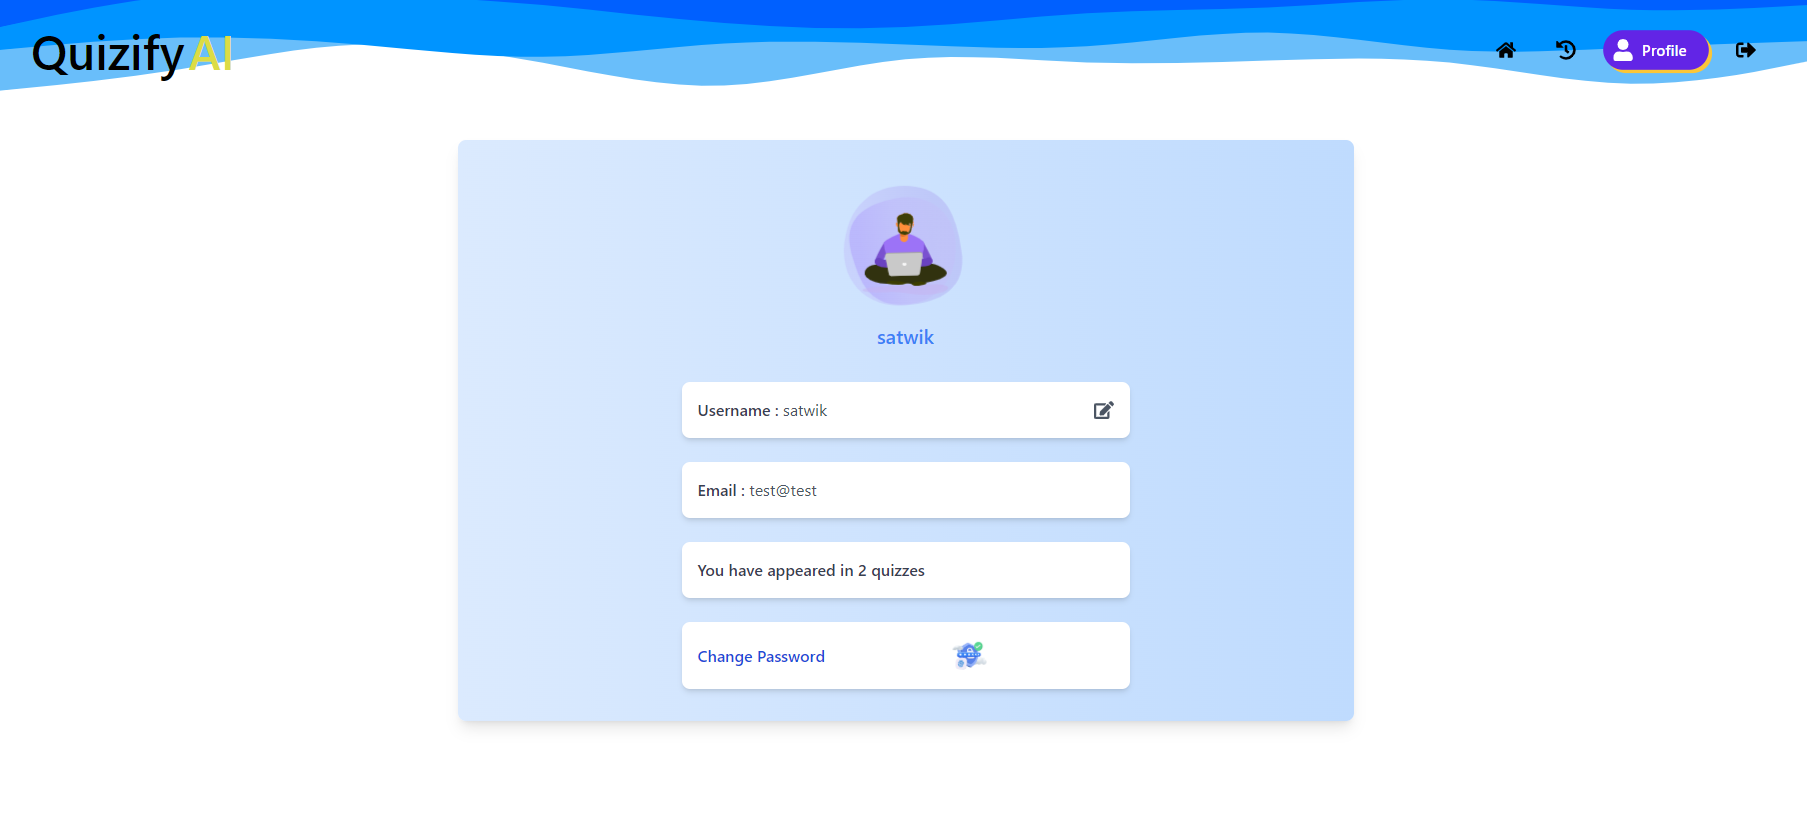 Quizify AI
Profile
satwik
Username : satwik
Email : test@test
You have appeared in 2 quizzes
Change Password